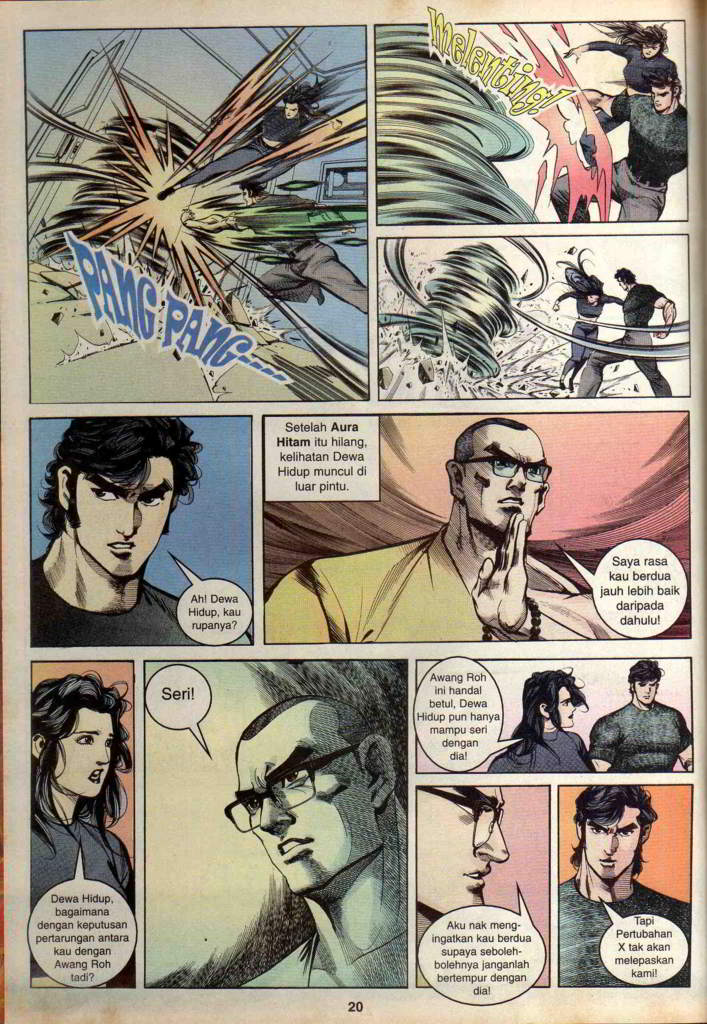 PANG PANG....
Melenting!
Setelah Aura
Hitam itu hilang,
kelihatan Dewa
Hidup muncul di
luar pintu.
Ah! Dewa
Hidup, kau
rupanya?
Saya rasa
kau berdua
jauh lebih baik
daripada
dahulu!
Dewa Hidup,
bagaimana
dengan keputusan
pertarungan antara
kau dengan
Awang Roh
tadi?
Seri!
Awang Roh
ini handal
betul, Dewa
Hidup pun hanya
mampu seri
dengan
dia!
Aku nak meng-
ingatkan kau berdua
supaya seboleh-
bolehnya janganlah
bertempur dengan
dia!
Tapi
Pertubuhan
X tak akan
melepaskan
kami!
20